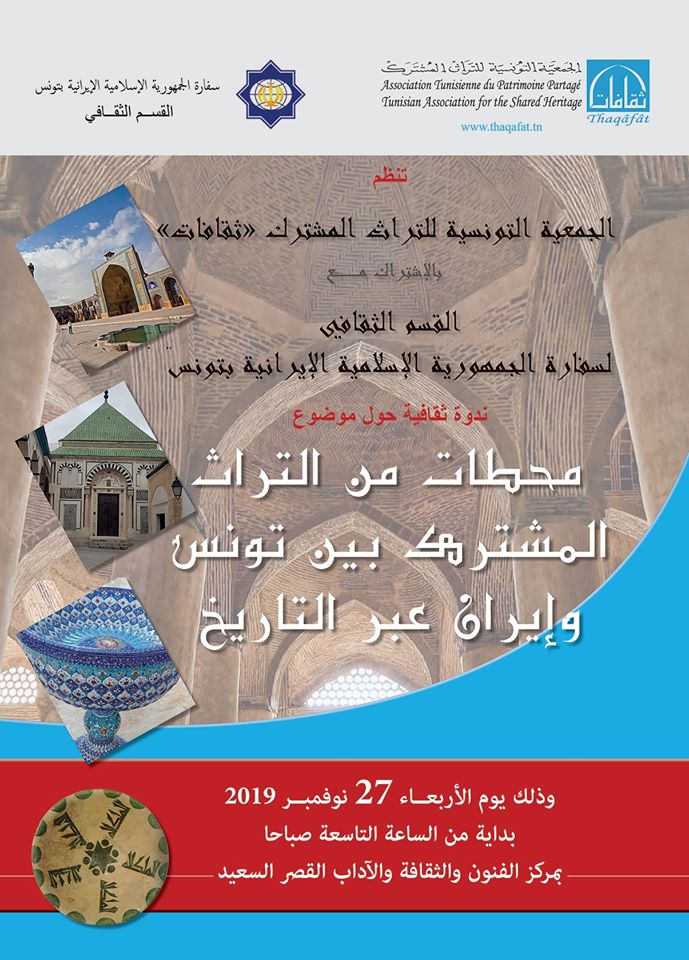 سفارة الجمهورية الإسلامية الإيرانية بتونس
القسم الثقافي
الجمعية التونسية للتراث المشترك
Association Tunisienne du Patrimoine Partagé
Tunisian Association for the Shared Heritage
www.thaqafat.tn
ثقافات
Thaqâfât
تنظم
الجمعية التونسية للتراث المشترك «ثقافات»
بالإشتراك مع
القسم الثقافي
لسفارة الجمهورية الإسلامية الإيرانية بتونس
ندوة ثقافية حول موضوع
محطات من التراث
المشترك بين تونس
وإيران عبر التاريخ
وذلك يوم الأربعاء 27 نوفمبر 2019
بداية من الساعة التاسعة صباحا
بمركز الفنون والثقافة والآداب القصر السعيد